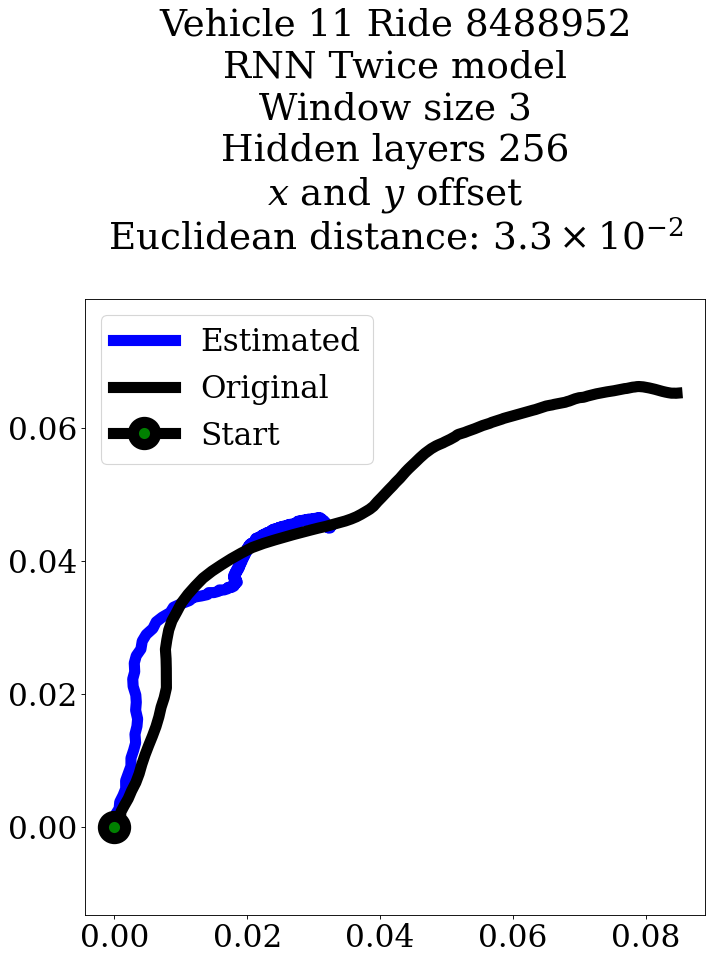 Vehicle 11 Ride 8488952
RNN Twice model
Window size 3
Hidden layers 256
x and y offset
Euclidean distance: 3.3 × 10⁻²
Estimated
Original
Start
0.06
0.04
0.02
0.00
0.00 0.02 0.04 0.06 0.08